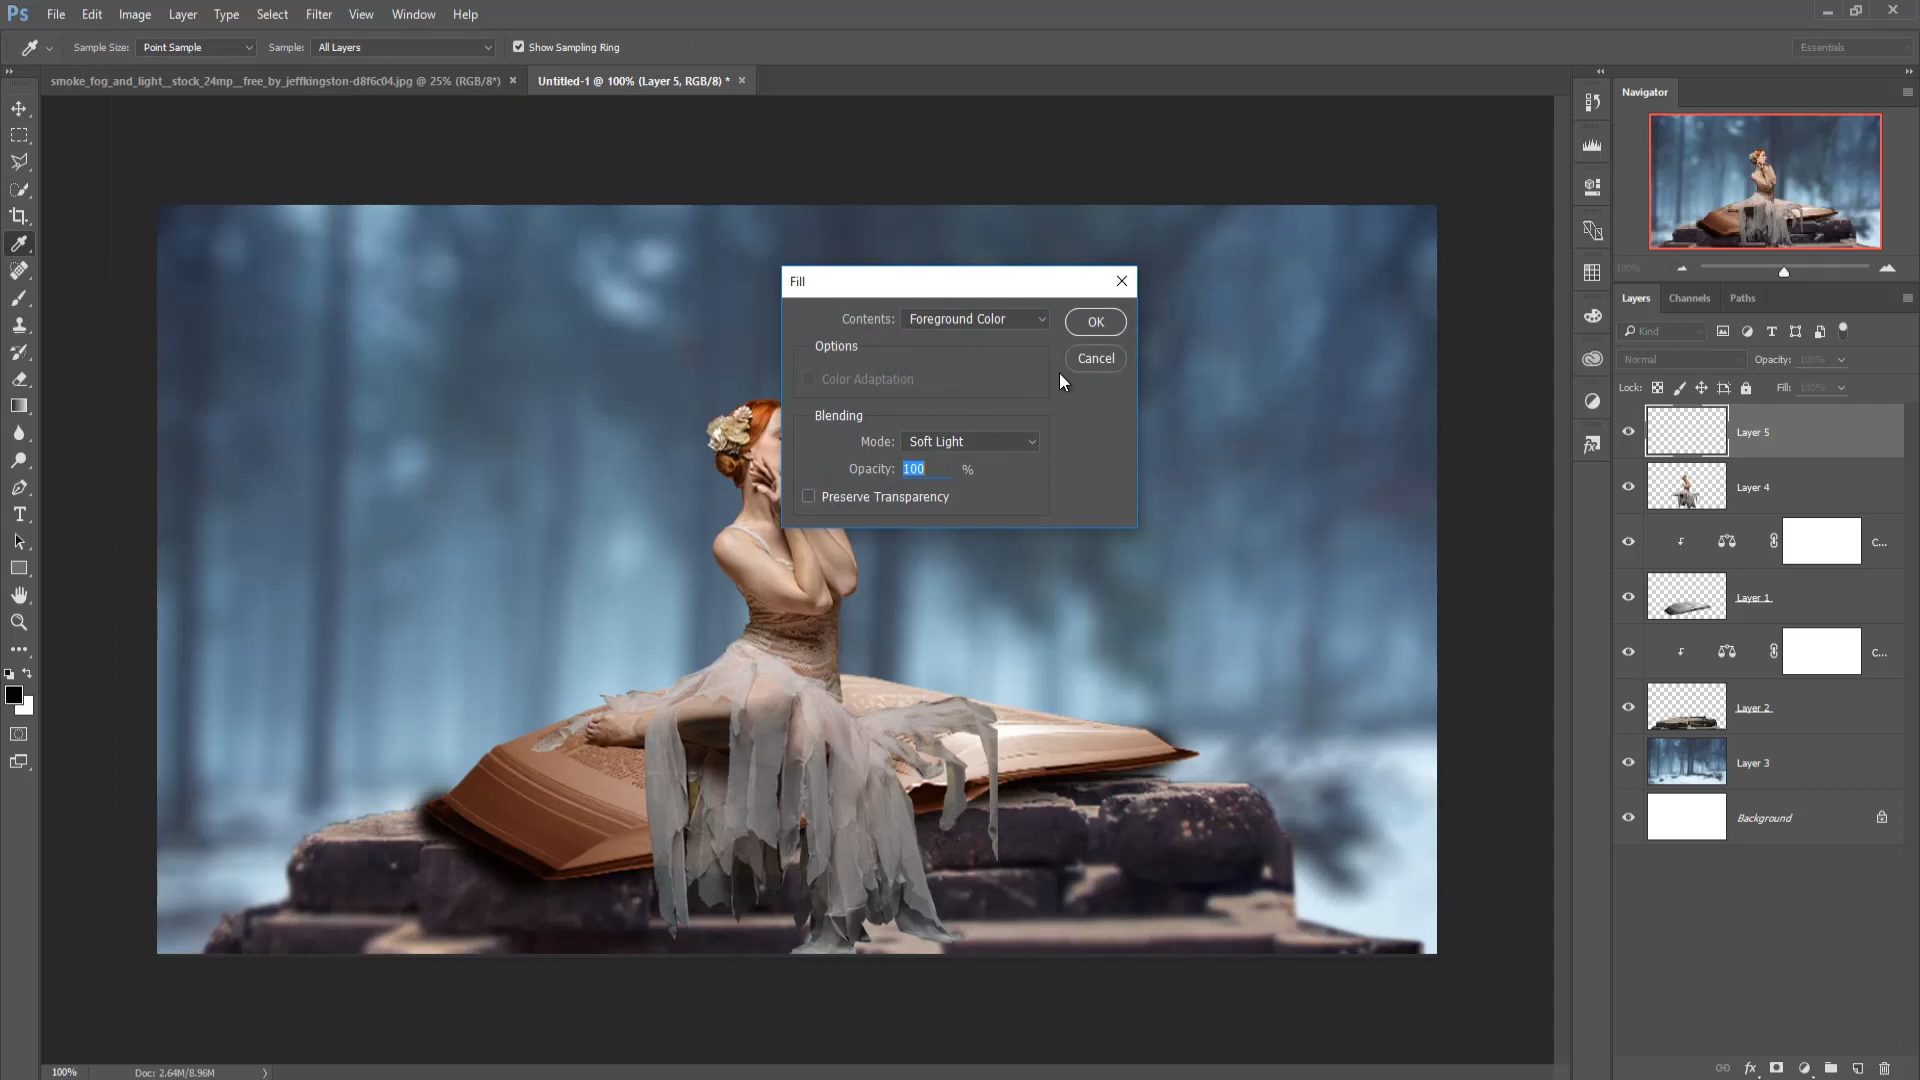 Ps File Edit Image Layer Type Select Filter View Window Help
Sample Size: Point Sample Sample: All Layers Show Sampling Ring Essentials
smoke_fog_and_light__stock_24mp__free_by_jeffkingston-d8f6c04.jpg @ 25% (RGB/8*) × Untitled-1 @ 100% (Layer 5, RGB/8) * ×
Navigator
100%
Layers Channels Paths
Kind
Normal Opacity: 100%
Lock: Fill: 100%
Layer 5
Layer 4
C...
Layer 1
C...
Layer 2
Layer 3
Background
Fill
Contents: Foreground Color OK
Options
Cancel
Color Adaptation
Blending
Mode: Soft Light
Opacity: 100 %
Preserve Transparency
100% Doc: 2.64M/8.96M